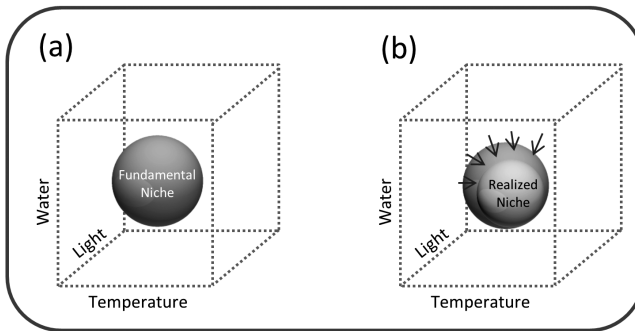 (a)
(b)
Fundamental
Niche
Realized
Niche
Water
Light
Temperature
Water
Light
Temperature